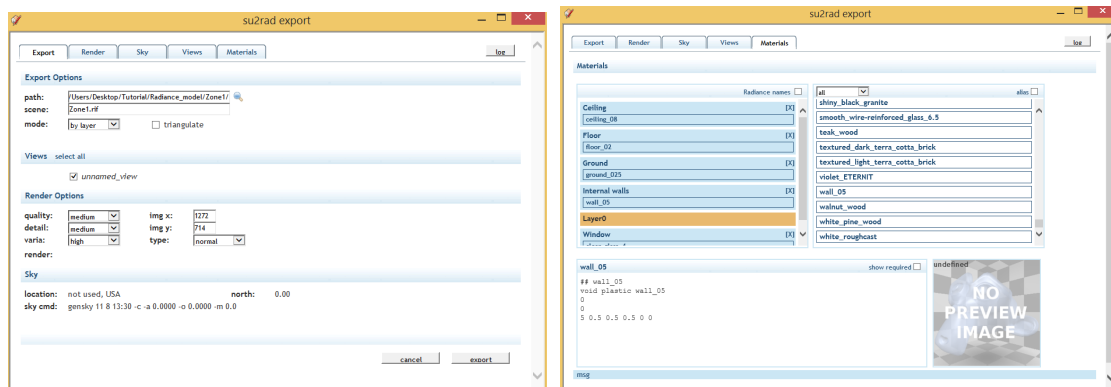 su2rad export
Export Render Sky Views Materials log
Export Options
path: /Users/Desktop/Tutorial/Radiance_model/Zone1/
scene: Zone1.rif
mode: by layer triangulate
Views select all
unnamed_view
Render Options
quality: medium img x: 1272
detail: medium img y: 714
varia: high type: normal
render:
Sky
location: not used, USA north: 0.00
sky cmd: gensky 11 8 13:30 -c -a 0.0000 -o 0.0000 -m 0.0
cancel export
su2rad export
Export Render Sky Views Materials log
Materials
Radiance names
Ceiling [X]
ceiling_08
Floor [X]
floor_02
Ground [X]
ground_025
Internal walls [X]
wall_05
Layer0
Window [X]
all alias
shiny_black_granite
smooth_wire-reinforced_glass_6.5
teak_wood
textured_dark_terra_cotta_brick
textured_light_terra_cotta_brick
violet_ETERNIT
wall_05
walnut_wood
white_pine_wood
white_roughcast
wall_05 show required
## wall_05
void plastic wall_05
0
0
5 0.5 0.5 0.5 0 0
undefined
NO
PREVIEW
IMAGE
msg